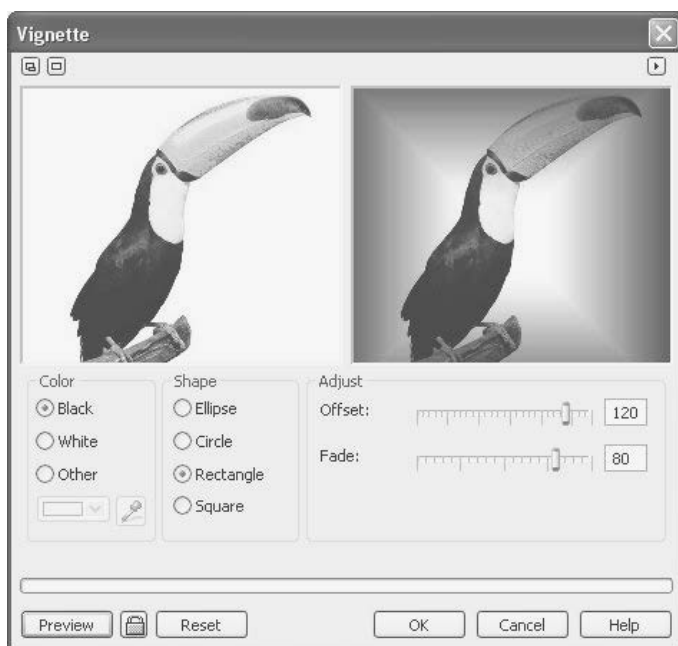 Vignette
Color
Black
White
Other
Shape
Ellipse
Circle
Rectangle
Square
Adjust
Offset: 120
Fade: 80
Preview Reset OK Cancel Help